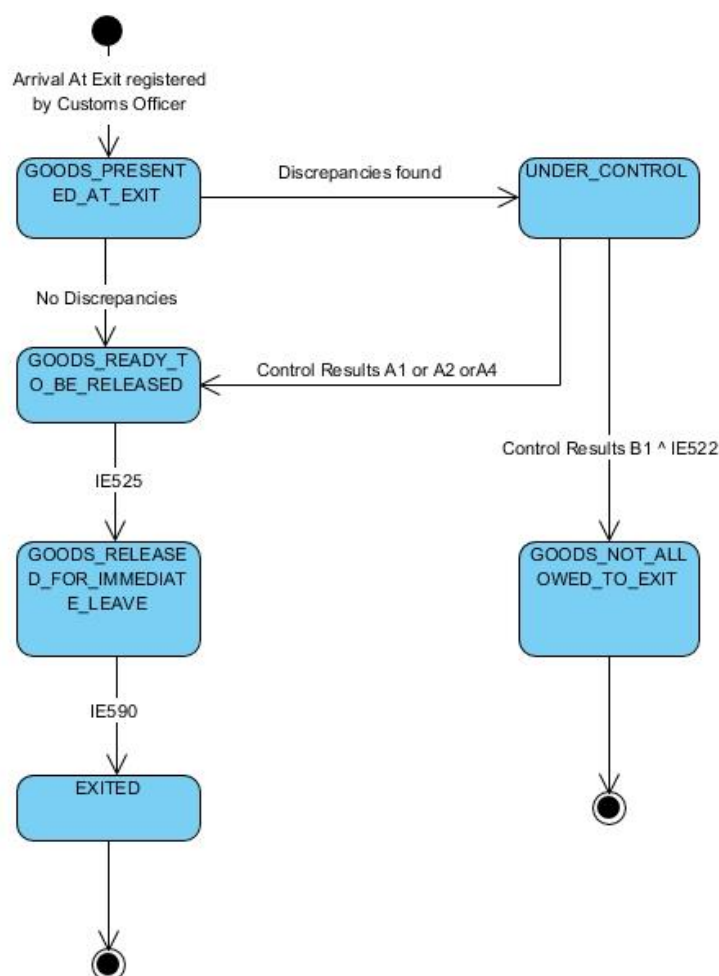 Arrival At Exit registered
by Customs Officer
GOODS_PRESENT
ED_AT_EXIT
Discrepancies found
UNDER_CONTROL
No Discrepancies
GOODS_READY_T
O_BE_RELEASED
Control Results A1 or A2 orA4
Control Results B1 ^ IE522
IE525
GOODS_RELEASE
D_FOR_IMMEDIAT
E_LEAVE
GOODS_NOT_ALL
OWED_TO_EXIT
IE590
EXITED